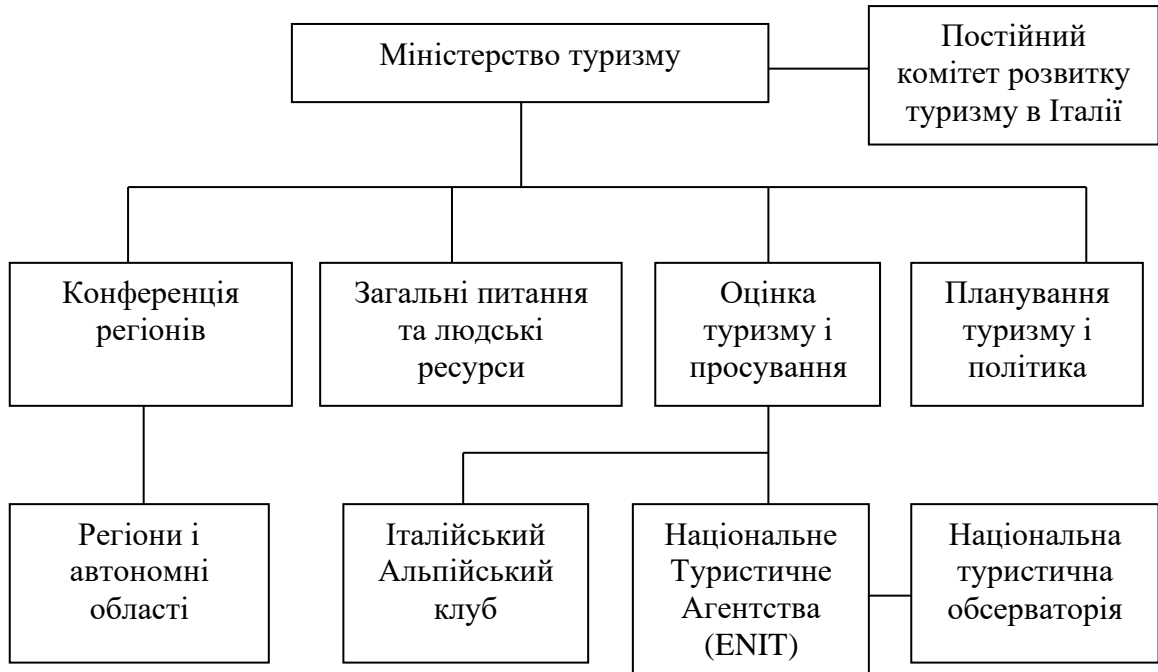 Міністерство туризму
Постійний
комітет розвитку
туризму в Італії
Конференція
регіонів
Загальні питання
та людські
ресурси
Оцінка
туризму і
просування
Планування
туризму і
політика
Регіони і
автономні
області
Італійський
Альпійський
клуб
Національне
Туристичне
Агентства
(ENIT)
Національна
туристична
обсерваторія